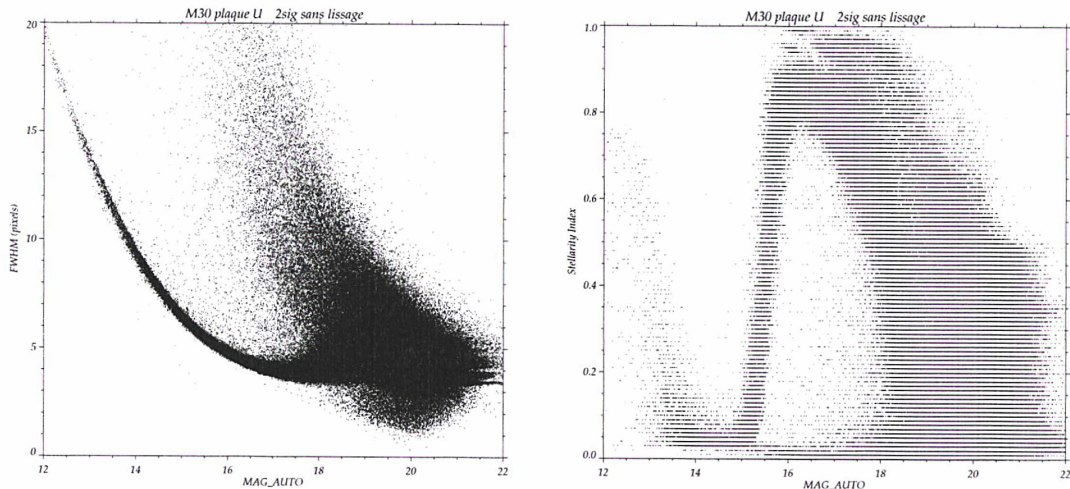 M30 plaque U 2sig sans lissage
20
15
10
5
0
FWHM (pixels)
12 14 16 18 20 22
MAG_AUTO
M30 plaque U 2sig sans lissage
1.0
0.8
0.6
0.4
0.2
0.0
Stellarity Index
12 14 16 18 20 22
MAG_AUTO